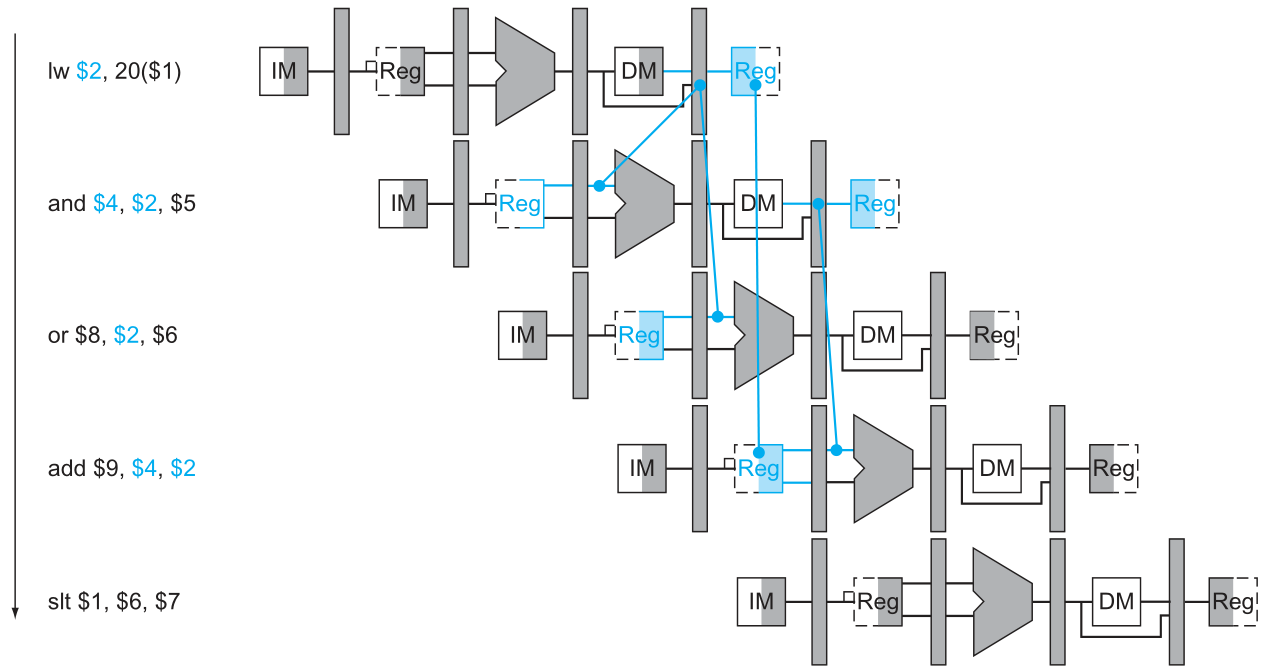 lw $2, 20($1) IM Reg DM Reg
and $4, $2, $5 IM Reg DM Reg
or $8, $2, $6 IM Reg DM Reg
add $9, $4, $2 IM Reg DM Reg
slt $1, $6, $7 IM Reg DM Reg